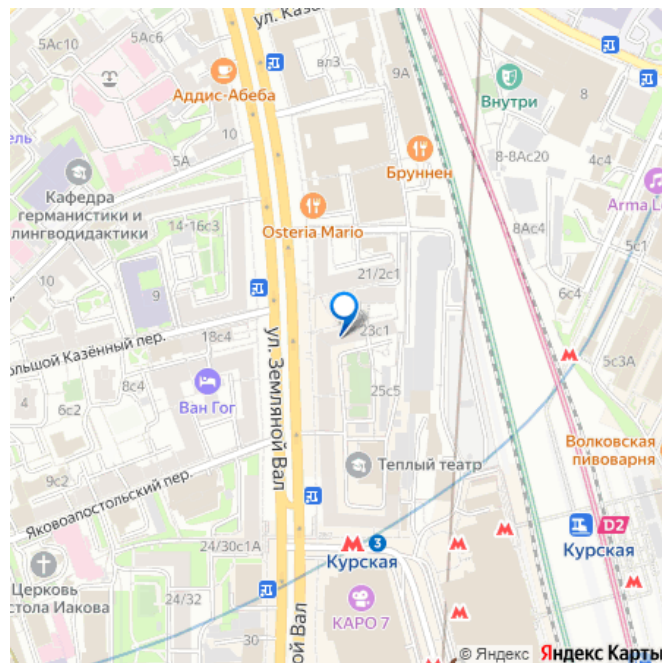 ул. Каза
5Ас10
5Ас6
вл3
9А
Аддис-Абеба
Внутри
8
10
ель
5А
8-8Ас20
Бруннен
4с4
Кафедра
германистики и
лингводидактики
Arma L
14-16с3
Osteria Mario
8Ас4
5с1
10
21/2с1
9
6с4
ольшой Казённый пер.
18с4
23с1
ул. Земляной Вал
8с4
5с3А
4
6с2
Ван Гог
25с5
Волковская
пивоварня
9с2
Теплый театр
Яковоапостольский пер.
D2
24/30с1А
3
Курская
Курская
Церковь
стола Иакова
24/32
КАРО 7
30
ной Вал
© Яндекс
Яндекс Карты